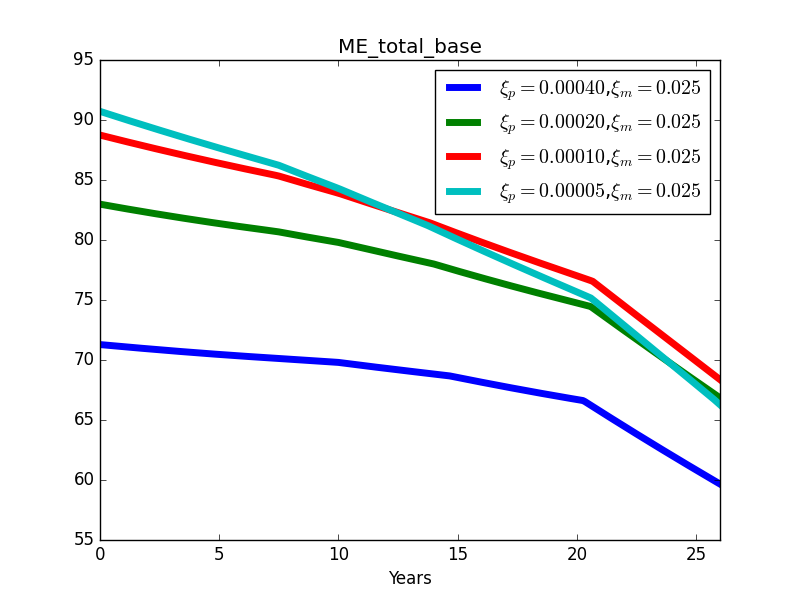 ME_total_base
95
90
85
80
75
70
65
60
55
ξₚ = 0.00040,ξₘ = 0.025
ξₚ = 0.00020,ξₘ = 0.025
ξₚ = 0.00010,ξₘ = 0.025
ξₚ = 0.00005,ξₘ = 0.025
0 5 10 15 20 25
Years